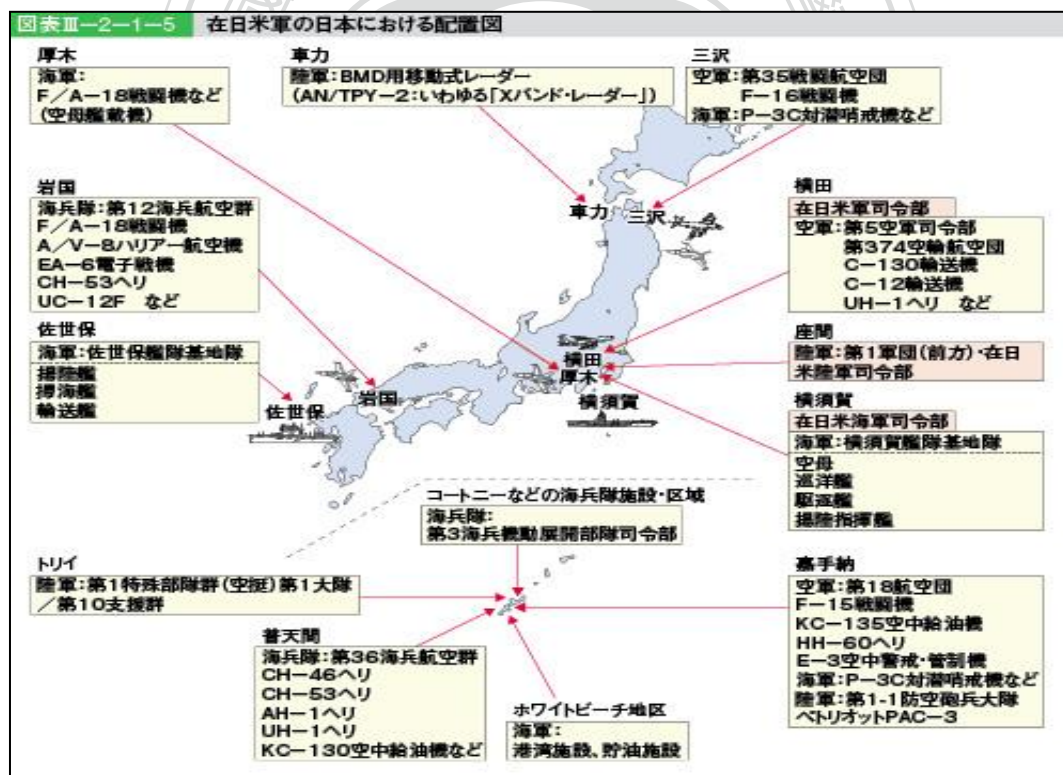 図表Ⅲ－2－1－5 在日米軍の日本における配置図
厚木
海軍：
F／A－18戦闘機など
（空母艦載機）
車力
陸軍：BMD用移動式レーダー
（AN/TPY－2：いわゆる「Xバンド・レーダー」）
三沢
空軍：第35戦闘航空団
F－16戦闘機
海軍：P－3C対潜哨戒機など
岩国
海兵隊：第12海兵航空群
F／A－18戦闘機
A／V－8ハリアー航空機
EA－6電子戦機
CH－53ヘリ
UC－12F など
佐世保
海軍：佐世保艦隊基地隊
揚陸艦
掃海艦
輸送艦
車力
三沢
横田
厚木
横須賀
岩国
佐世保
横田
在日米軍司令部
空軍：第5空軍司令部
第374空輸航空団
C－130輸送機
C－12輸送機
UH－1ヘリ など
座間
陸軍：第1軍団（前方）・在日
米陸軍司令部
横須賀
在日米海軍司令部
海軍：横須賀艦隊基地隊
空母
巡洋艦
駆逐艦
揚陸指揮艦
コートニーなどの海兵隊施設・区域
海兵隊：
第3海兵機動展開部隊司令部
トリイ
陸軍：第1特殊部隊群（空挺）第1大隊
／第10支援群
普天間
海兵隊：第36海兵航空群
CH－46ヘリ
CH－53ヘリ
AH－1ヘリ
UH－1ヘリ
KC－130空中給油機など
ホワイトビーチ地区
海軍：
港湾施設、貯油施設
嘉手納
空軍：第18航空団
F－15戦闘機
KC－135空中給油機
HH－60ヘリ
E－3空中警戒・管制機
海軍：P－3C対潜哨戒機など
陸軍：第1-1防空砲兵大隊
ペトリオットPAC－3